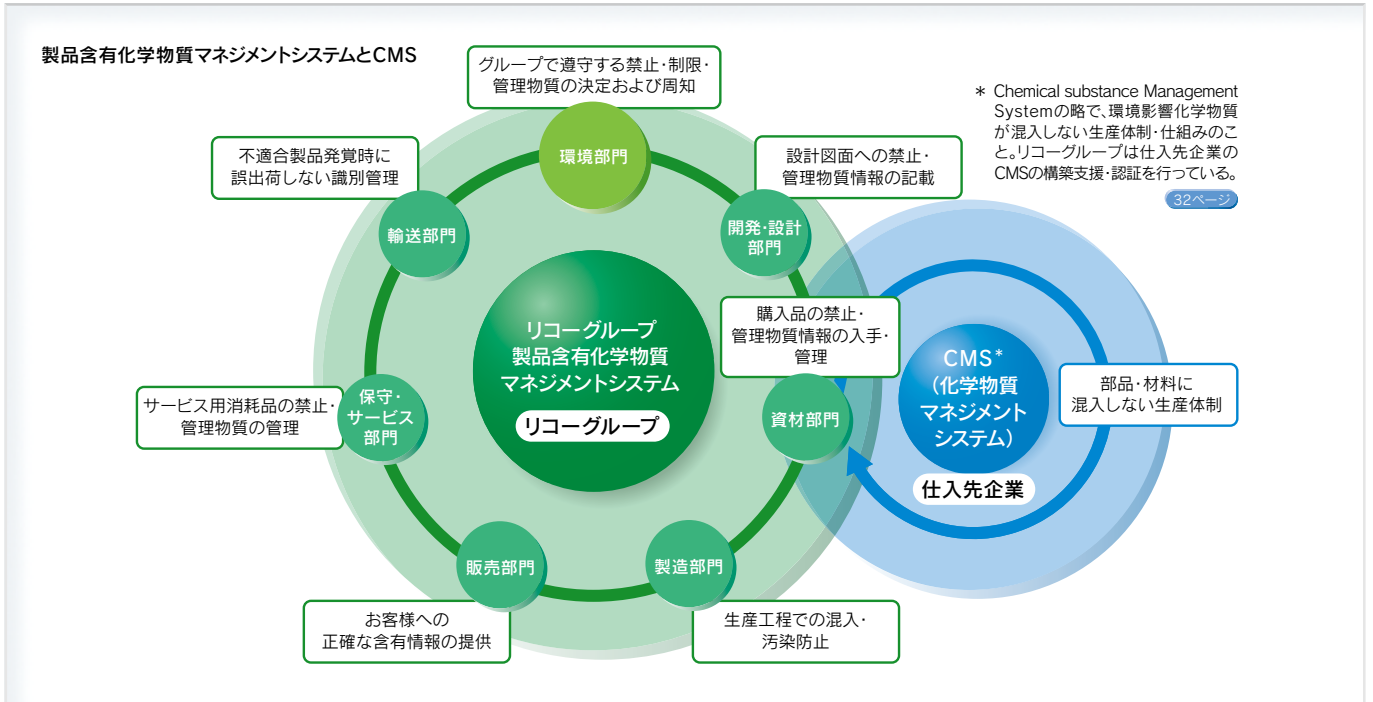 製品含有化学物質マネジメントシステムとCMS
グループで遵守する禁止・制限・
管理物質の決定および周知
＊ Chemical substance Management
Systemの略で、環境影響化学物質
が混入しない生産体制・仕組みのこ
と。リコーグループは仕入先企業の
CMSの構築支援・認証を行っている。
32ページ
不適合製品発覚時に
誤出荷しない識別管理
環境部門
設計図面への禁止・
管理物質情報の記載
輸送部門
開発・設計
部門
購入品の禁止・
管理物質情報の入手・
管理
リコーグループ
製品含有化学物質
マネジメントシステム
リコーグループ
CMS*
（化学物質
マネジメント
システム）
仕入先企業
部品・材料に
混入しない生産体制
サービス用消耗品の禁止・
管理物質の管理
保守・
サービス
部門
資材部門
販売部門
製造部門
お客様への
正確な含有情報の提供
生産工程での混入・
汚染防止